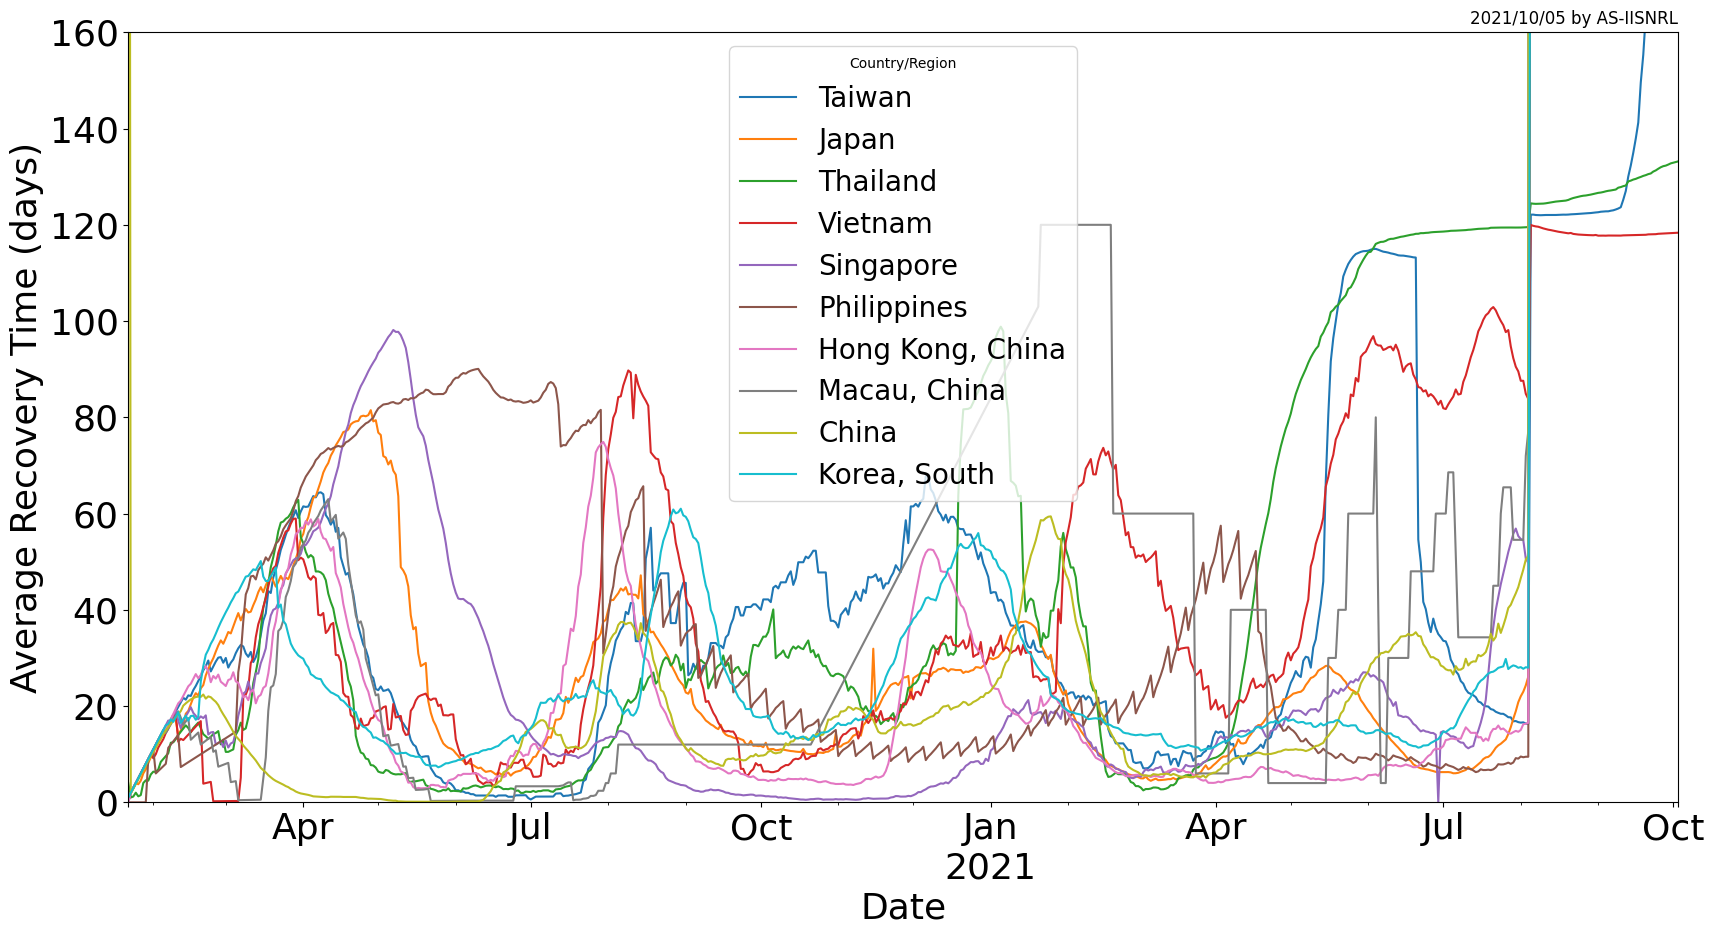 2021/10/05 by AS-IISNRL
160
140
120
100
80
60
40
20
0
Average Recovery Time (days)
Country/Region
Taiwan
Japan
Thailand
Vietnam
Singapore
Philippines
Hong Kong, China
Macau, China
China
Korea, South
Apr
Jul
Oct
Jan
2021
Apr
Jul
Oct
Date